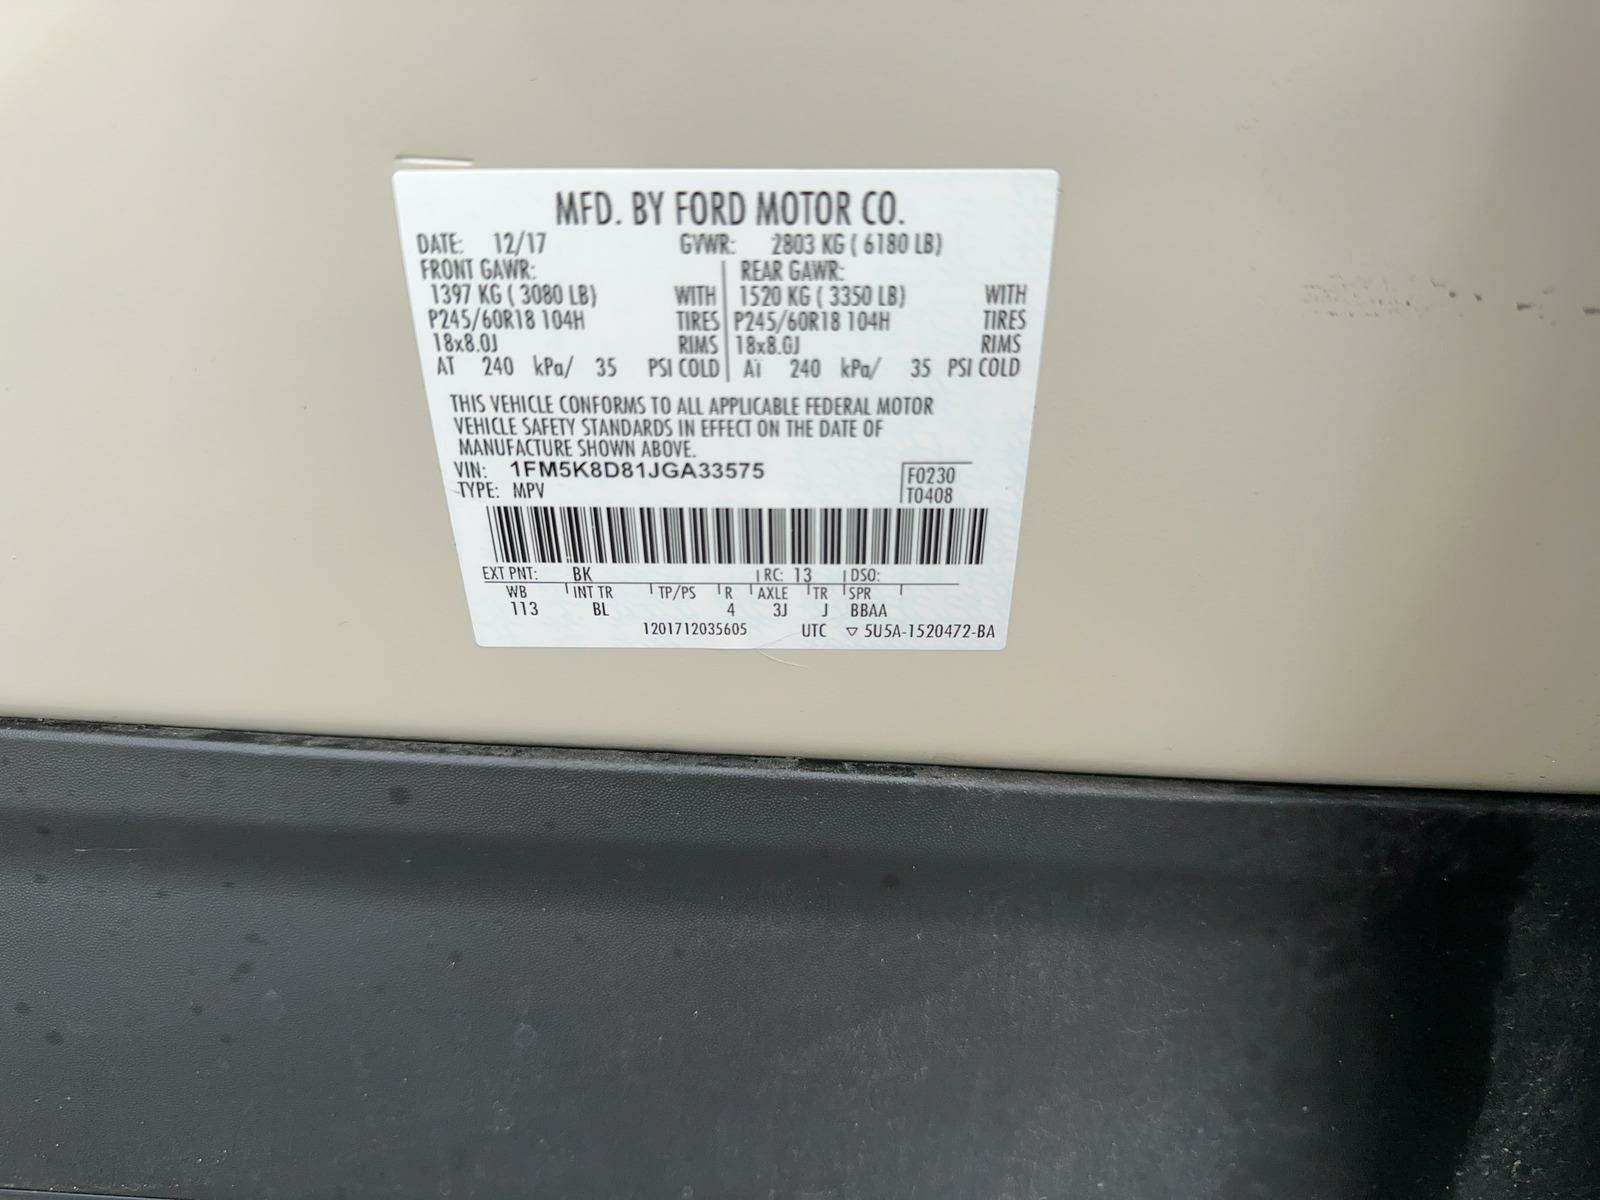 MFD. BY FORD MOTOR CO.
DATE: 12/17 GVWR: 2803 KG ( 6180 LB)
FRONT GAWR: REAR GAWR:
1397 KG ( 3080 LB) WITH 1520 KG ( 3350 LB) WITH
P245/60R18 104H TIRES P245/60R18 104H TIRES
18x8.0J RIMS 18x8.0J RIMS
AT 240 kPa/ 35 PSI COLD AT 240 kPa/ 35 PSI COLD
THIS VEHICLE CONFORMS TO ALL APPLICABLE FEDERAL MOTOR
VEHICLE SAFETY STANDARDS IN EFFECT ON THE DATE OF
MANUFACTURE SHOWN ABOVE.
VIN: 1FM5K8D81JGA33575 F0230
TYPE: MPV T0408
EXT PNT: BK RC: 13 DSO:
WB INT TR TP/PS R AXLE TR SPR
113 BL 4 3J J BBAA
1201712035605 UTC ▽ 5U5A-1520472-BA